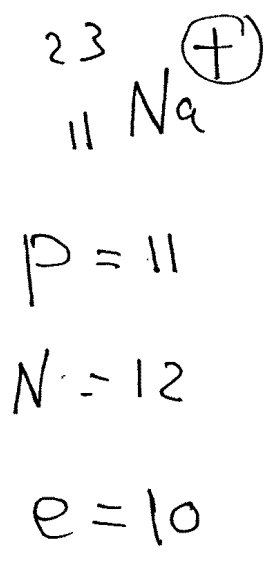 23 +
11 Na
P = 11
N = 12
e = 10